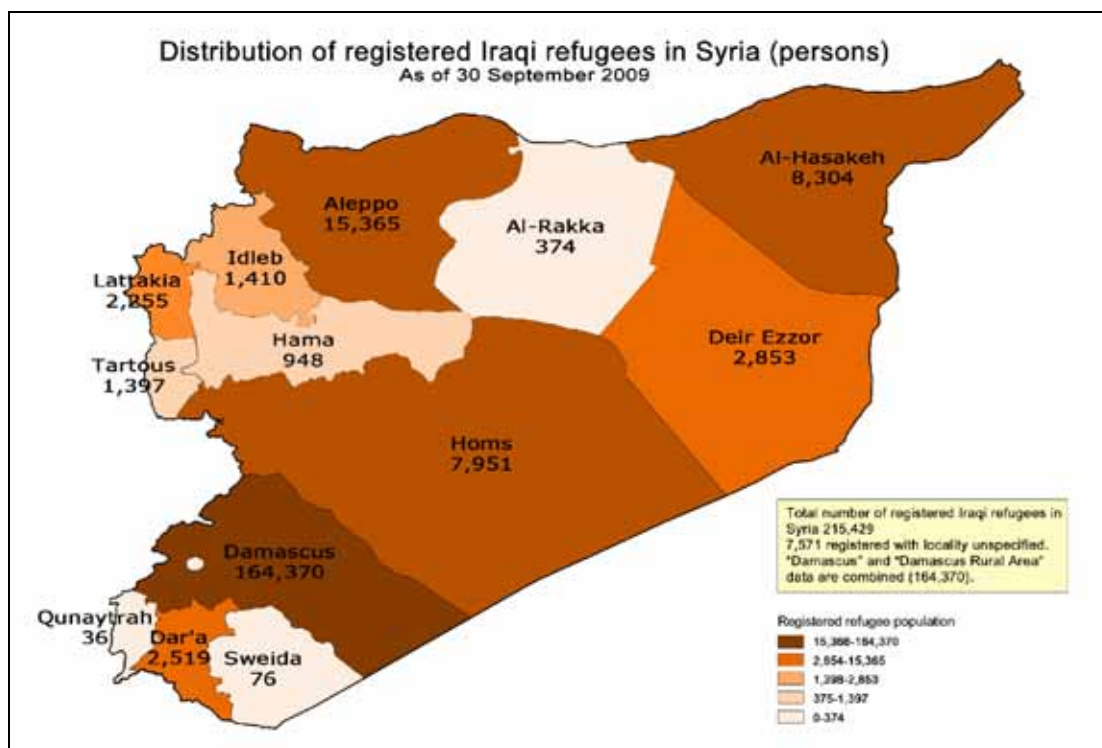 Distribution of registered Iraqi refugees in Syria (persons)
As of 30 September 2009
Al-Hasakeh
8,304
Aleppo
15,365
Al-Rakka
374
Idleb
1,410
Lattakia
2,255
Deir Ezzor
2,853
Hama
948
Tartous
1,397
Homs
7,951
Damascus
164,370
Qunaytrah
36
Dar'a
2,519
Sweida
76
Total number of registered Iraqi refugees in
Syria 215,429
7,571 registered with locality unspecified.
"Damascus" and "Damascus Rural Area"
data are combined (164,370).
Registered refugee population
15,366-164,370
2,854-15,365
1,398-2,853
375-1,397
0-374